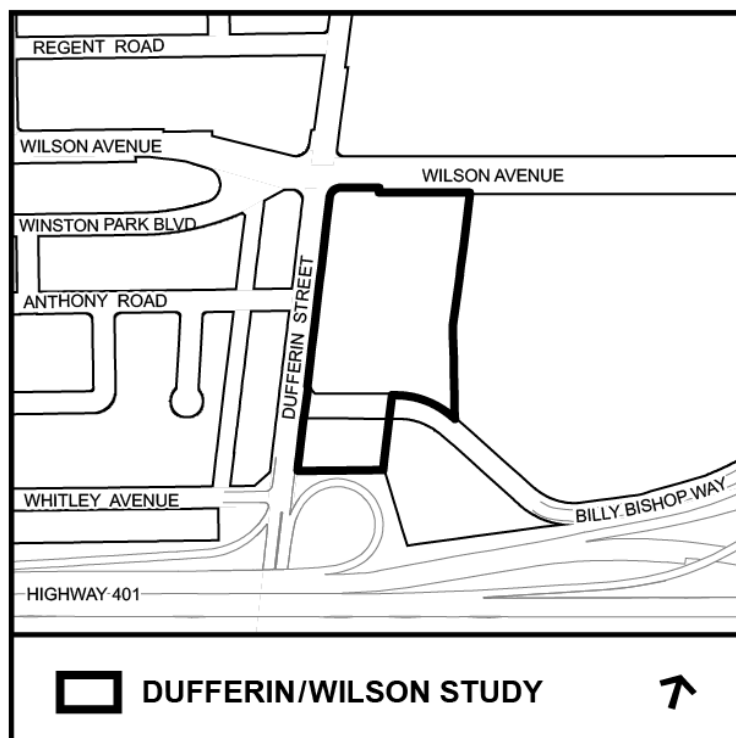 REGENT ROAD
WILSON AVENUE
WILSON AVENUE
WINSTON PARK BLVD
ANTHONY ROAD
DUFFERIN STREET
WHITLEY AVENUE
BILLY BISHOP WAY
HIGHWAY 401
DUFFERIN/WILSON STUDY